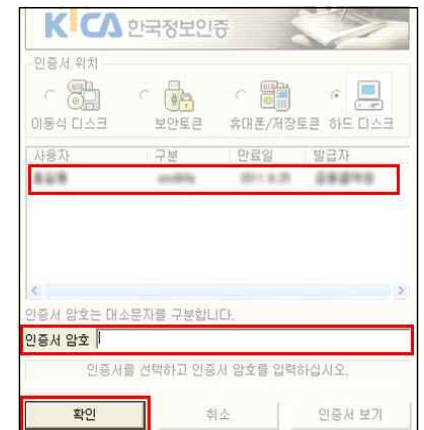 KICA 한국정보인증
인증서 위치
이동식 디스크 보안토큰 휴대폰/저장토큰 하드 디스크
사용자 구분 만료일 발급자
인증서 암호는 대소문자를 구분합니다.
인증서 암호
인증서를 선택하고 인증서 암호를 입력하십시오.
확인 취소 인증서 보기